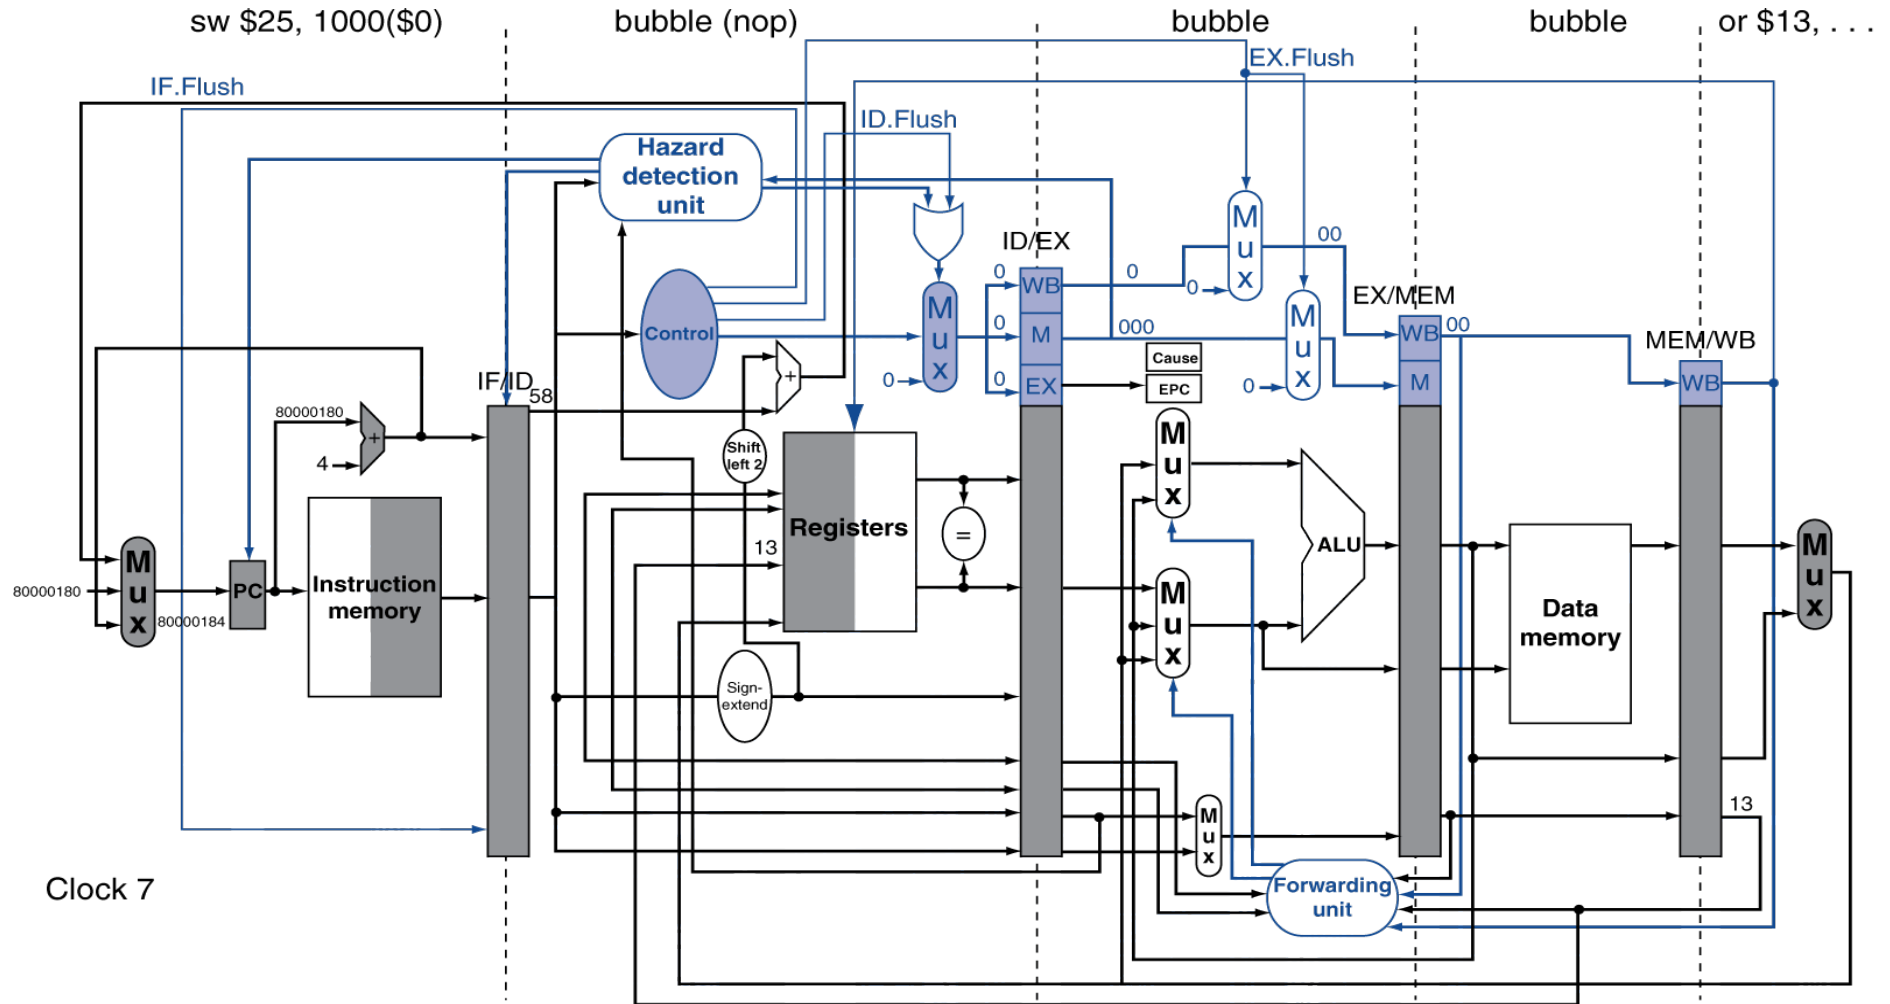 sw $25, 1000($0)
bubble (nop)
bubble
bubble
or $13, . . .
EX.Flush
IF.Flush
ID.Flush
Hazard
detection
unit
M
u
x
00
ID/EX
0
WB
0
0
M
u
x
0
M
000
Control
0
0
EX
Cause
EPC
M
u
x
0
EX/MEM
WB
00
M
MEM/WB
WB
IF/ID
58
+
80000180
+
4
Shift
left 2
M
u
x
Registers
=
13
ALU
M
u
x
80000180
80000184
PC
Instruction
memory
M
u
x
Data
memory
M
u
x
Sign-
extend
M
u
x
13
Forwarding
unit
Clock 7